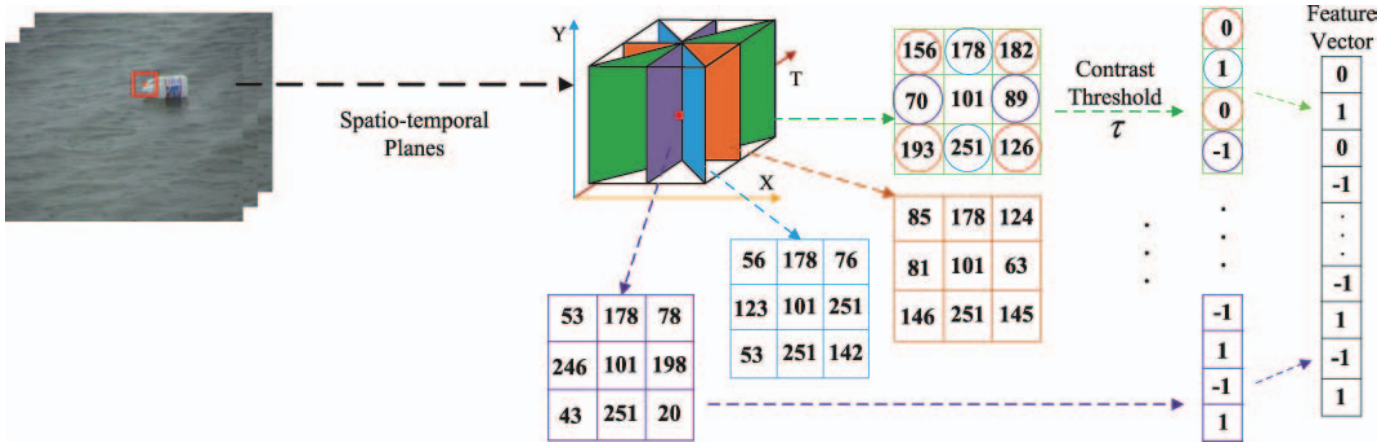 Spatio-temporal
Planes
Y
T
X
156 178 182
70 101 89
193 251 126
Contrast
Threshold
τ
0
1
0
-1
Feature
Vector
0
1
0
-1
-1
1
-1
1
85 178 124
81 101 63
146 251 145
56 178 76
123 101 251
53 251 142
53 178 78
246 101 198
43 251 20
-1
1
-1
1